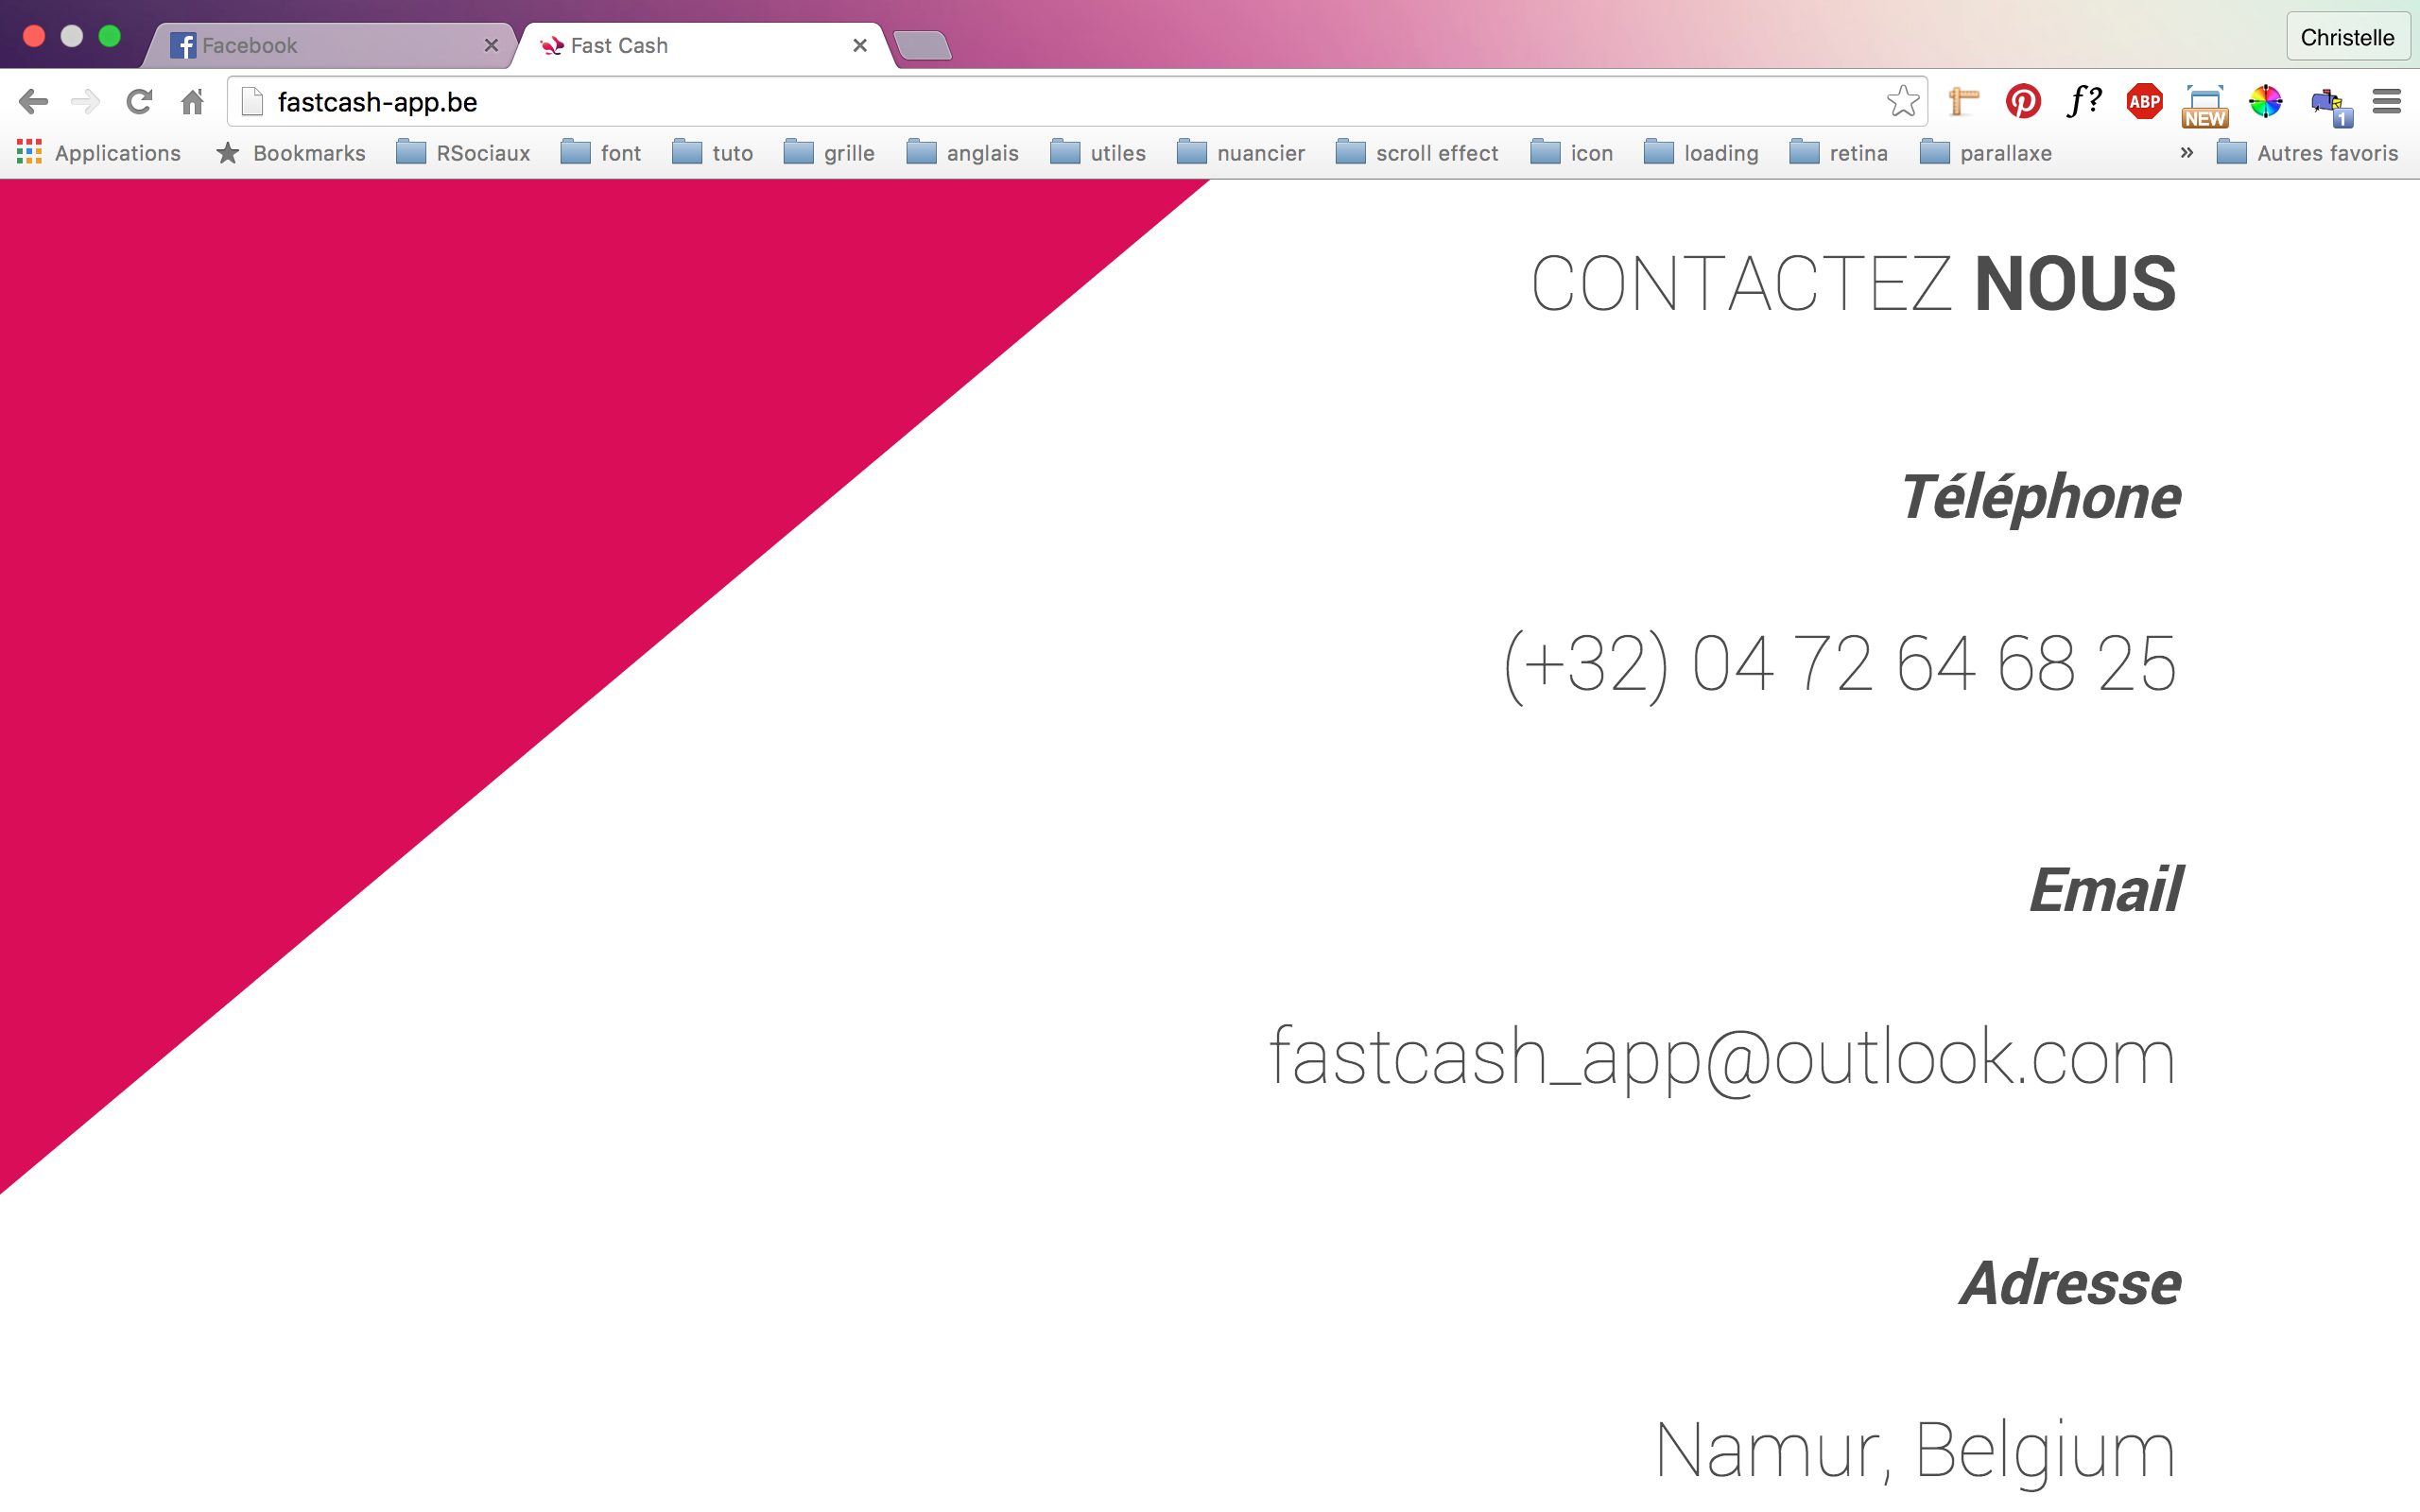 Facebook
Fast Cash
Christelle
fastcash-app.be
f?
ABP
NEW
1
Applications
Bookmarks
RSociaux
font
tuto
grille
anglais
utiles
nuancier
scroll effect
icon
loading
retina
parallaxe
»
Autres favoris
CONTACTEZ NOUS
Téléphone
(+32) 04 72 64 68 25
Email
fastcash_app@outlook.com
Adresse
Namur, Belgium